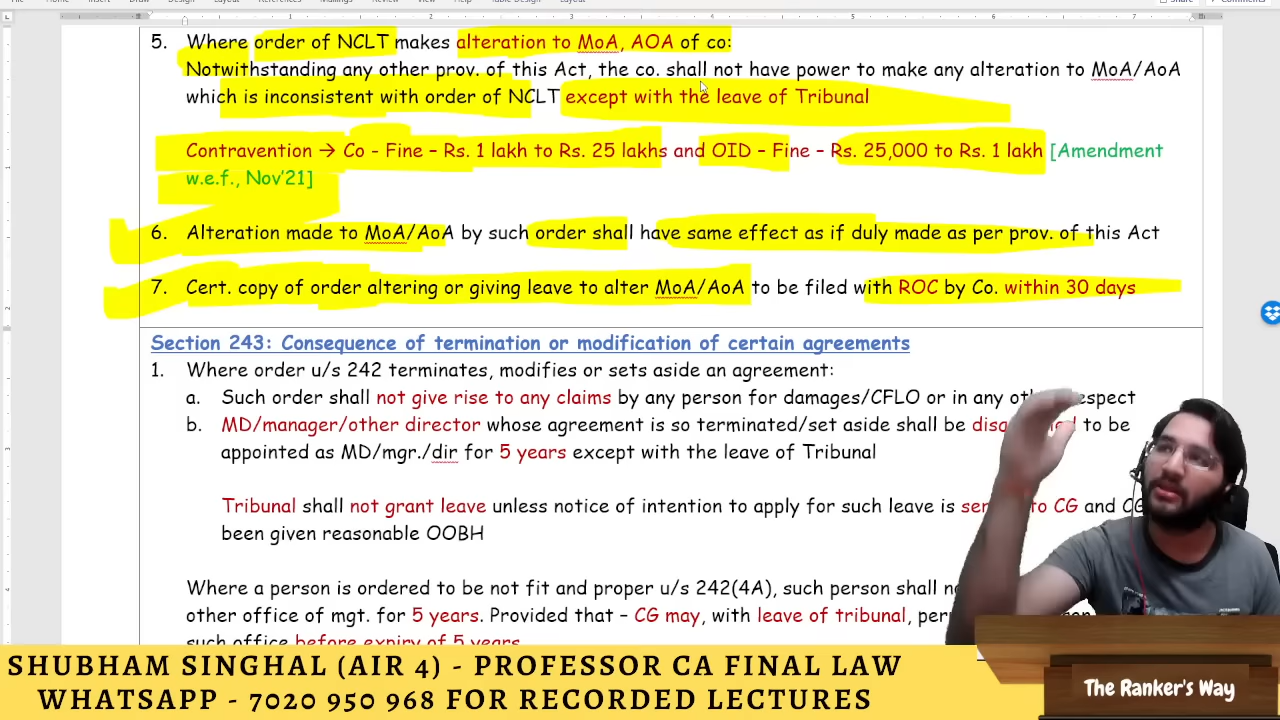 5. Where order of NCLT makes alteration to MoA, AOA of co:
Notwithstanding any other prov. of this Act, the co. shall not have power to make any alteration to MoA/AoA
which is inconsistent with order of NCLT except with the leave of Tribunal
Contravention → Co - Fine – Rs. 1 lakh to Rs. 25 lakhs and OID – Fine – Rs. 25,000 to Rs. 1 lakh [Amendment
w.e.f., Nov'21]
6. Alteration made to MoA/AoA by such order shall have same effect as if duly made as per prov. of this Act
7. Cert. copy of order altering or giving leave to alter MoA/AoA to be filed with ROC by Co. within 30 days
Section 243: Consequence of termination or modification of certain agreements
1. Where order u/s 242 terminates, modifies or sets aside an agreement:
a. Such order shall not give rise to any claims by any person for damages/CFLO or in any
b. MD/manager/other director whose agreement is so terminated/set aside shall be to be
appointed as MD/mgr./dir for 5 years except with the leave of Tribunal
Tribunal shall not grant leave unless notice of intention to apply for such leave is to CG and
been given reasonable OOBH
Where a person is ordered to be not fit and proper u/s 242(4A), such person shall
other office of mgt. for 5 years. Provided that – CG may, with leave of tribunal,
such office before expiry of 5 years
SHUBHAM SINGHAL (AIR 4) - PROFESSOR CA FINAL LAW
WHATSAPP - 7020 950 968 FOR RECORDED LECTURES
The Ranker's Way